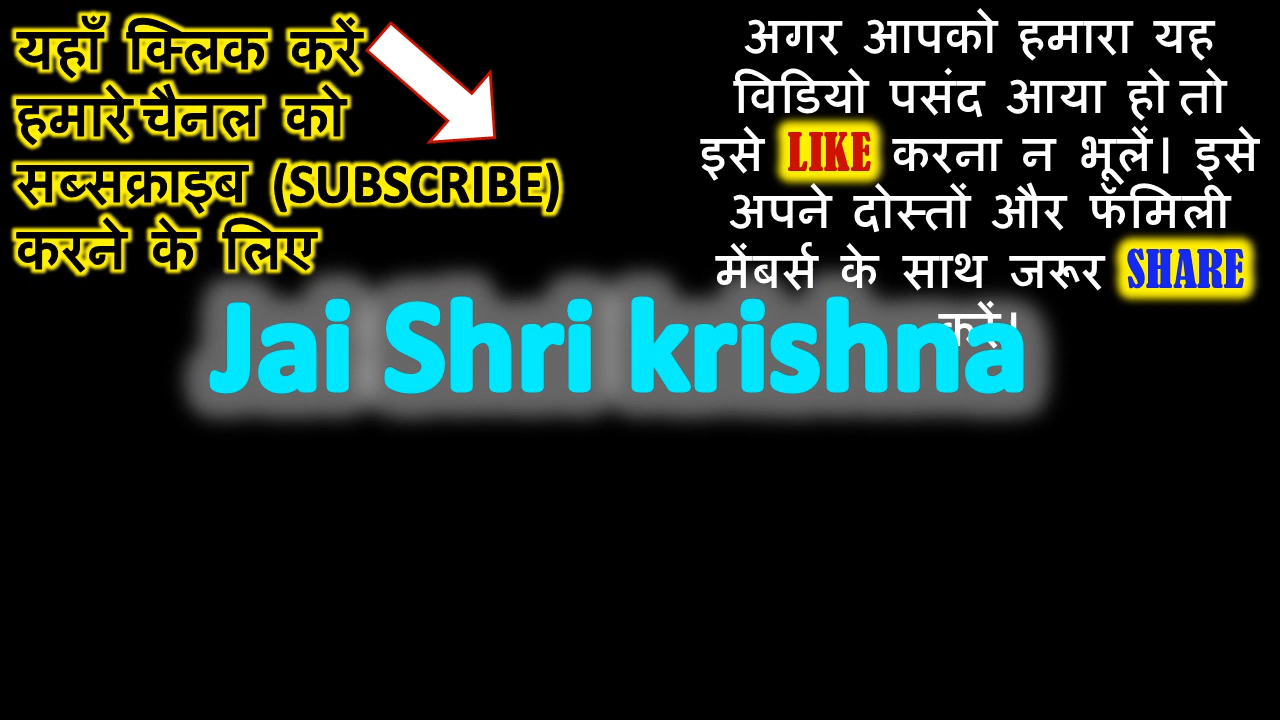 यहाँ क्लिक करें
हमारे चैनल को
सब्सक्राइब (SUBSCRIBE)
करने के लिए
अगर आपको हमारा यह
विडियो पसंद आया हो तो
इसे LIKE करना न भूलें। इसे
अपने दोस्तों और फॅमिली
मेंबर्स के साथ जरूर SHARE
करें।
Jai Shri krishna